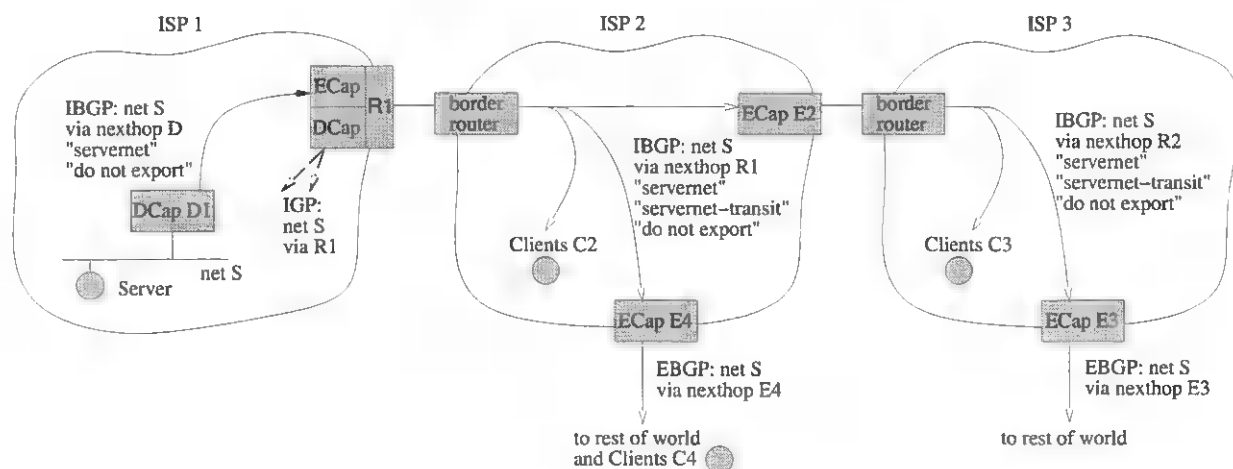 ISP 1
ISP 2
ISP 3
IBGP: net S
via nexthop D
"servernet"
"do not export"
ECap
DCap
R1
DCap D1
IGP:
net S
via R1
net S
Server
border
router
ECap E2
IBGP: net S
via nexthop R1
"servernet"
"servernet-transit"
"do not export"
Clients C2
ECap E4
EBGP: net S
via nexthop E4
to rest of world
and Clients C4
border
router
IBGP: net S
via nexthop R2
"servernet"
"servernet-transit"
"do not export"
Clients C3
ECap E3
EBGP: net S
via nexthop E3
to rest of world